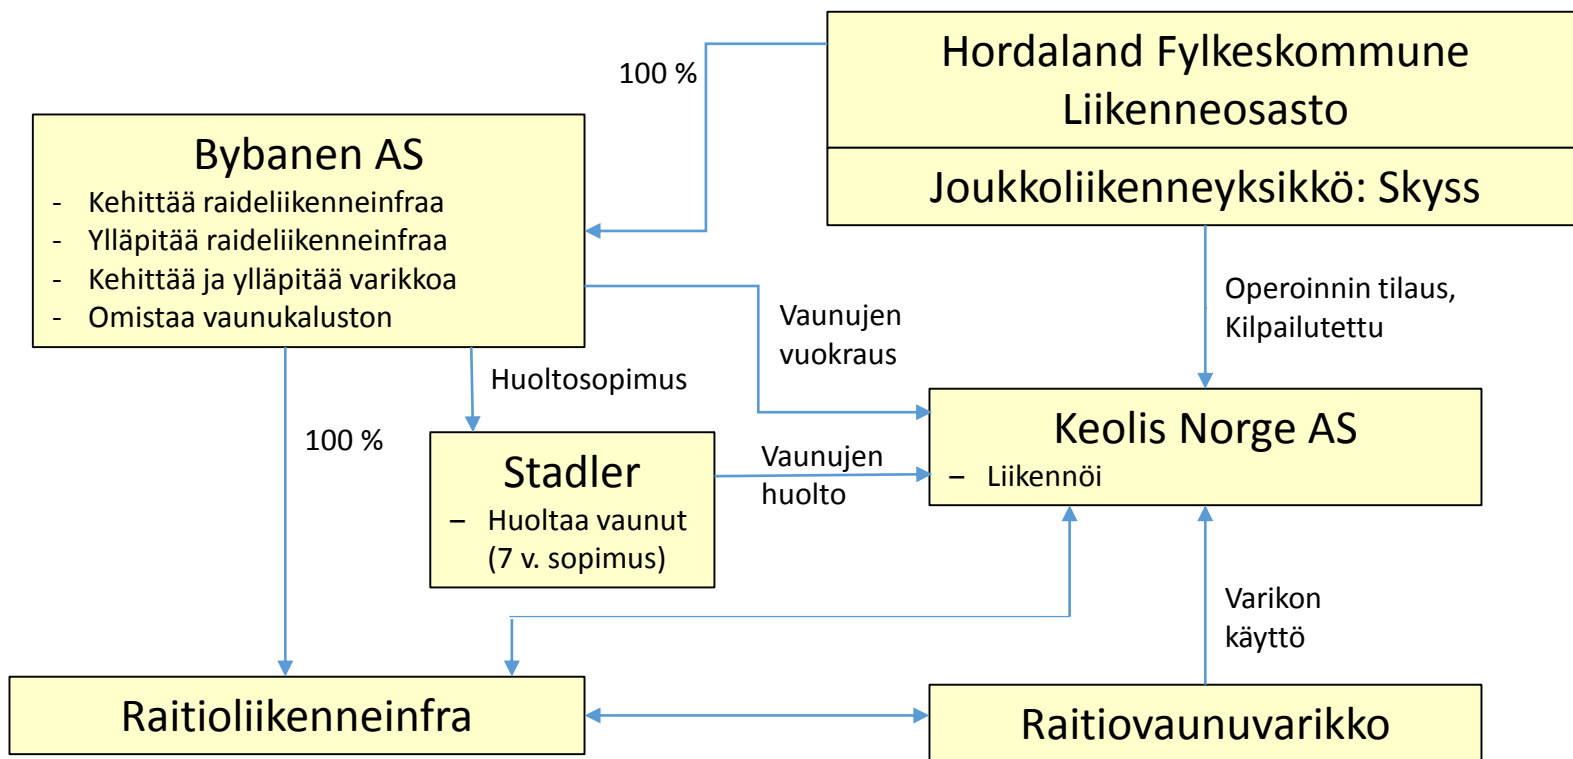 Hordaland Fylkeskommune
Liikenneosasto
Joukkoliikenneyksikkö: Skyss
100 %
Bybanen AS
- Kehittää raideliikenneinfraa
- Ylläpitää raideliikenneinfraa
- Kehittää ja ylläpitää varikkoa
- Omistaa vaunukaluston
Operoinnin tilaus,
Kilpailutettu
Vaunujen
vuokraus
Huoltosopimus
100 %
Stadler
– Huoltaa vaunut
(7 v. sopimus)
Vaunujen
huolto
Keolis Norge AS
– Liikennöi
Varikon
käyttö
Raitioliikenneinfra
Raitiovaunuvarikko